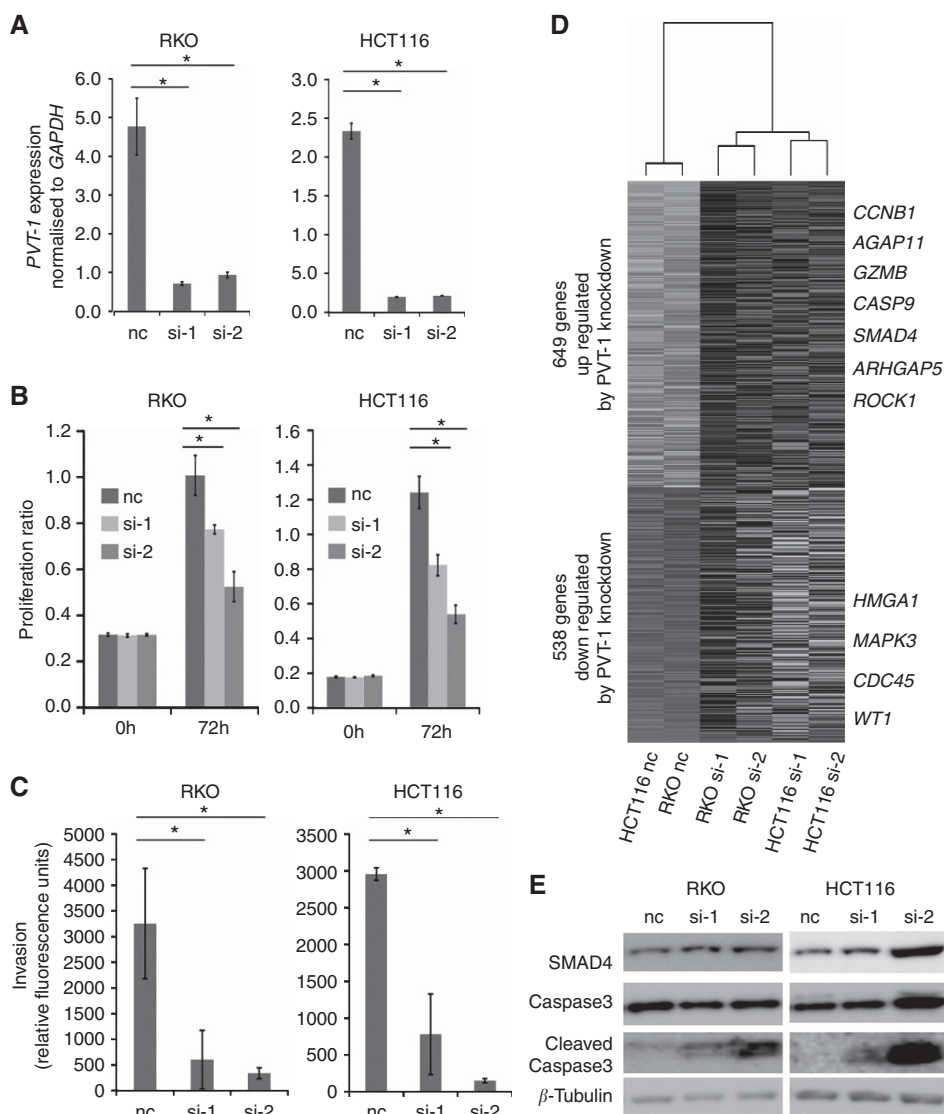 A
RKO
HCT116
PVT-1 expression
normalised to GAPDH
6.0
5.0
4.0
3.0
2.0
1.0
0.0
*
*
nc
si-1
si-2
3.0
2.5
2.0
1.5
1.0
5.0
0.0
*
*
nc
si-1
si-2
B
RKO
HCT116
Proliferation ratio
1.2
1.0
0.8
0.6
0.4
0.2
0.0
*
*
nc
si-1
si-2
0h
72h
1.6
1.4
1.2
1.0
0.8
0.6
0.4
0.2
0.0
*
*
0h
72h
C
RKO
HCT116
Invasion
(relative fluorescence units)
5000
4500
4000
3500
3000
2500
2000
1500
1000
500
0
*
*
nc
si-1
si-2
3500
3000
2500
2000
1500
1000
500
0
*
*
nc
si-1
si-2
D
649 genes
up regulated
by PVT-1 knockdown
538 genes
down regulated
by PVT-1 knockdown
CCNB1
AGAP11
GZMB
CASP9
SMAD4
ARHGAP5
ROCK1
HMGA1
MAPK3
CDC45
WT1
HCT116 nc
RKO nc
RKO si-1
RKO si-2
HCT116 si-1
HCT116 si-2
E
RKO
HCT116
nc
si-1
si-2
nc
si-1
si-2
SMAD4
Caspase3
Cleaved
Caspase3
β-Tubulin